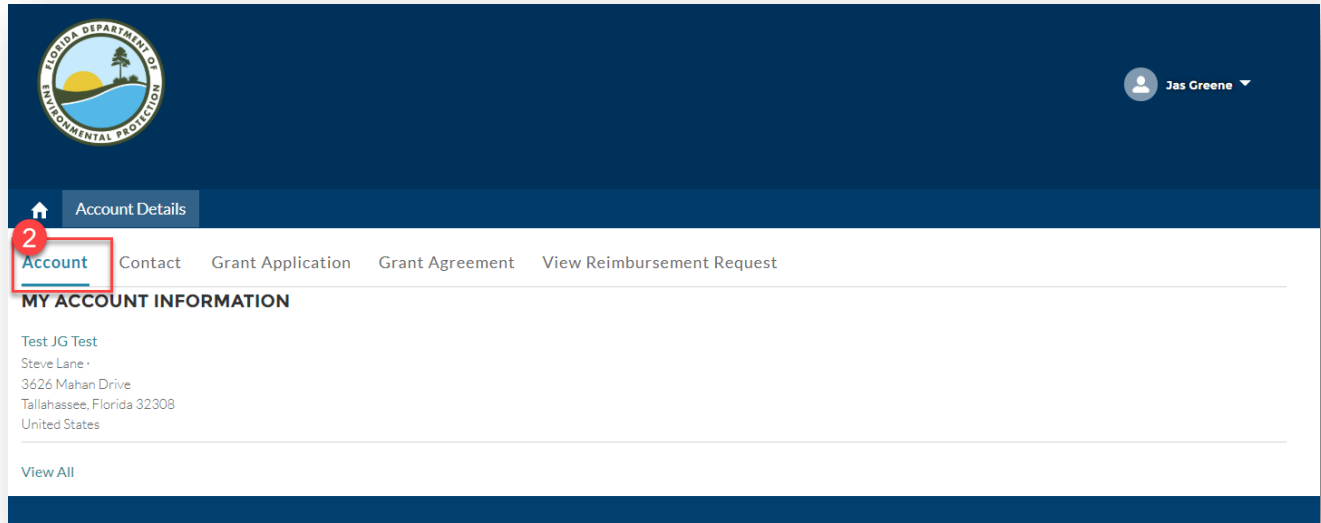 FLORIDA DEPARTMENT OF ENVIRONMENTAL PROTECTION
Jas Greene
Account Details
2
Account Contact Grant Application Grant Agreement View Reimbursement Request
MY ACCOUNT INFORMATION
Test JG Test
Steve Lane ·
3626 Mahan Drive
Tallahassee, Florida 32308
United States
View All